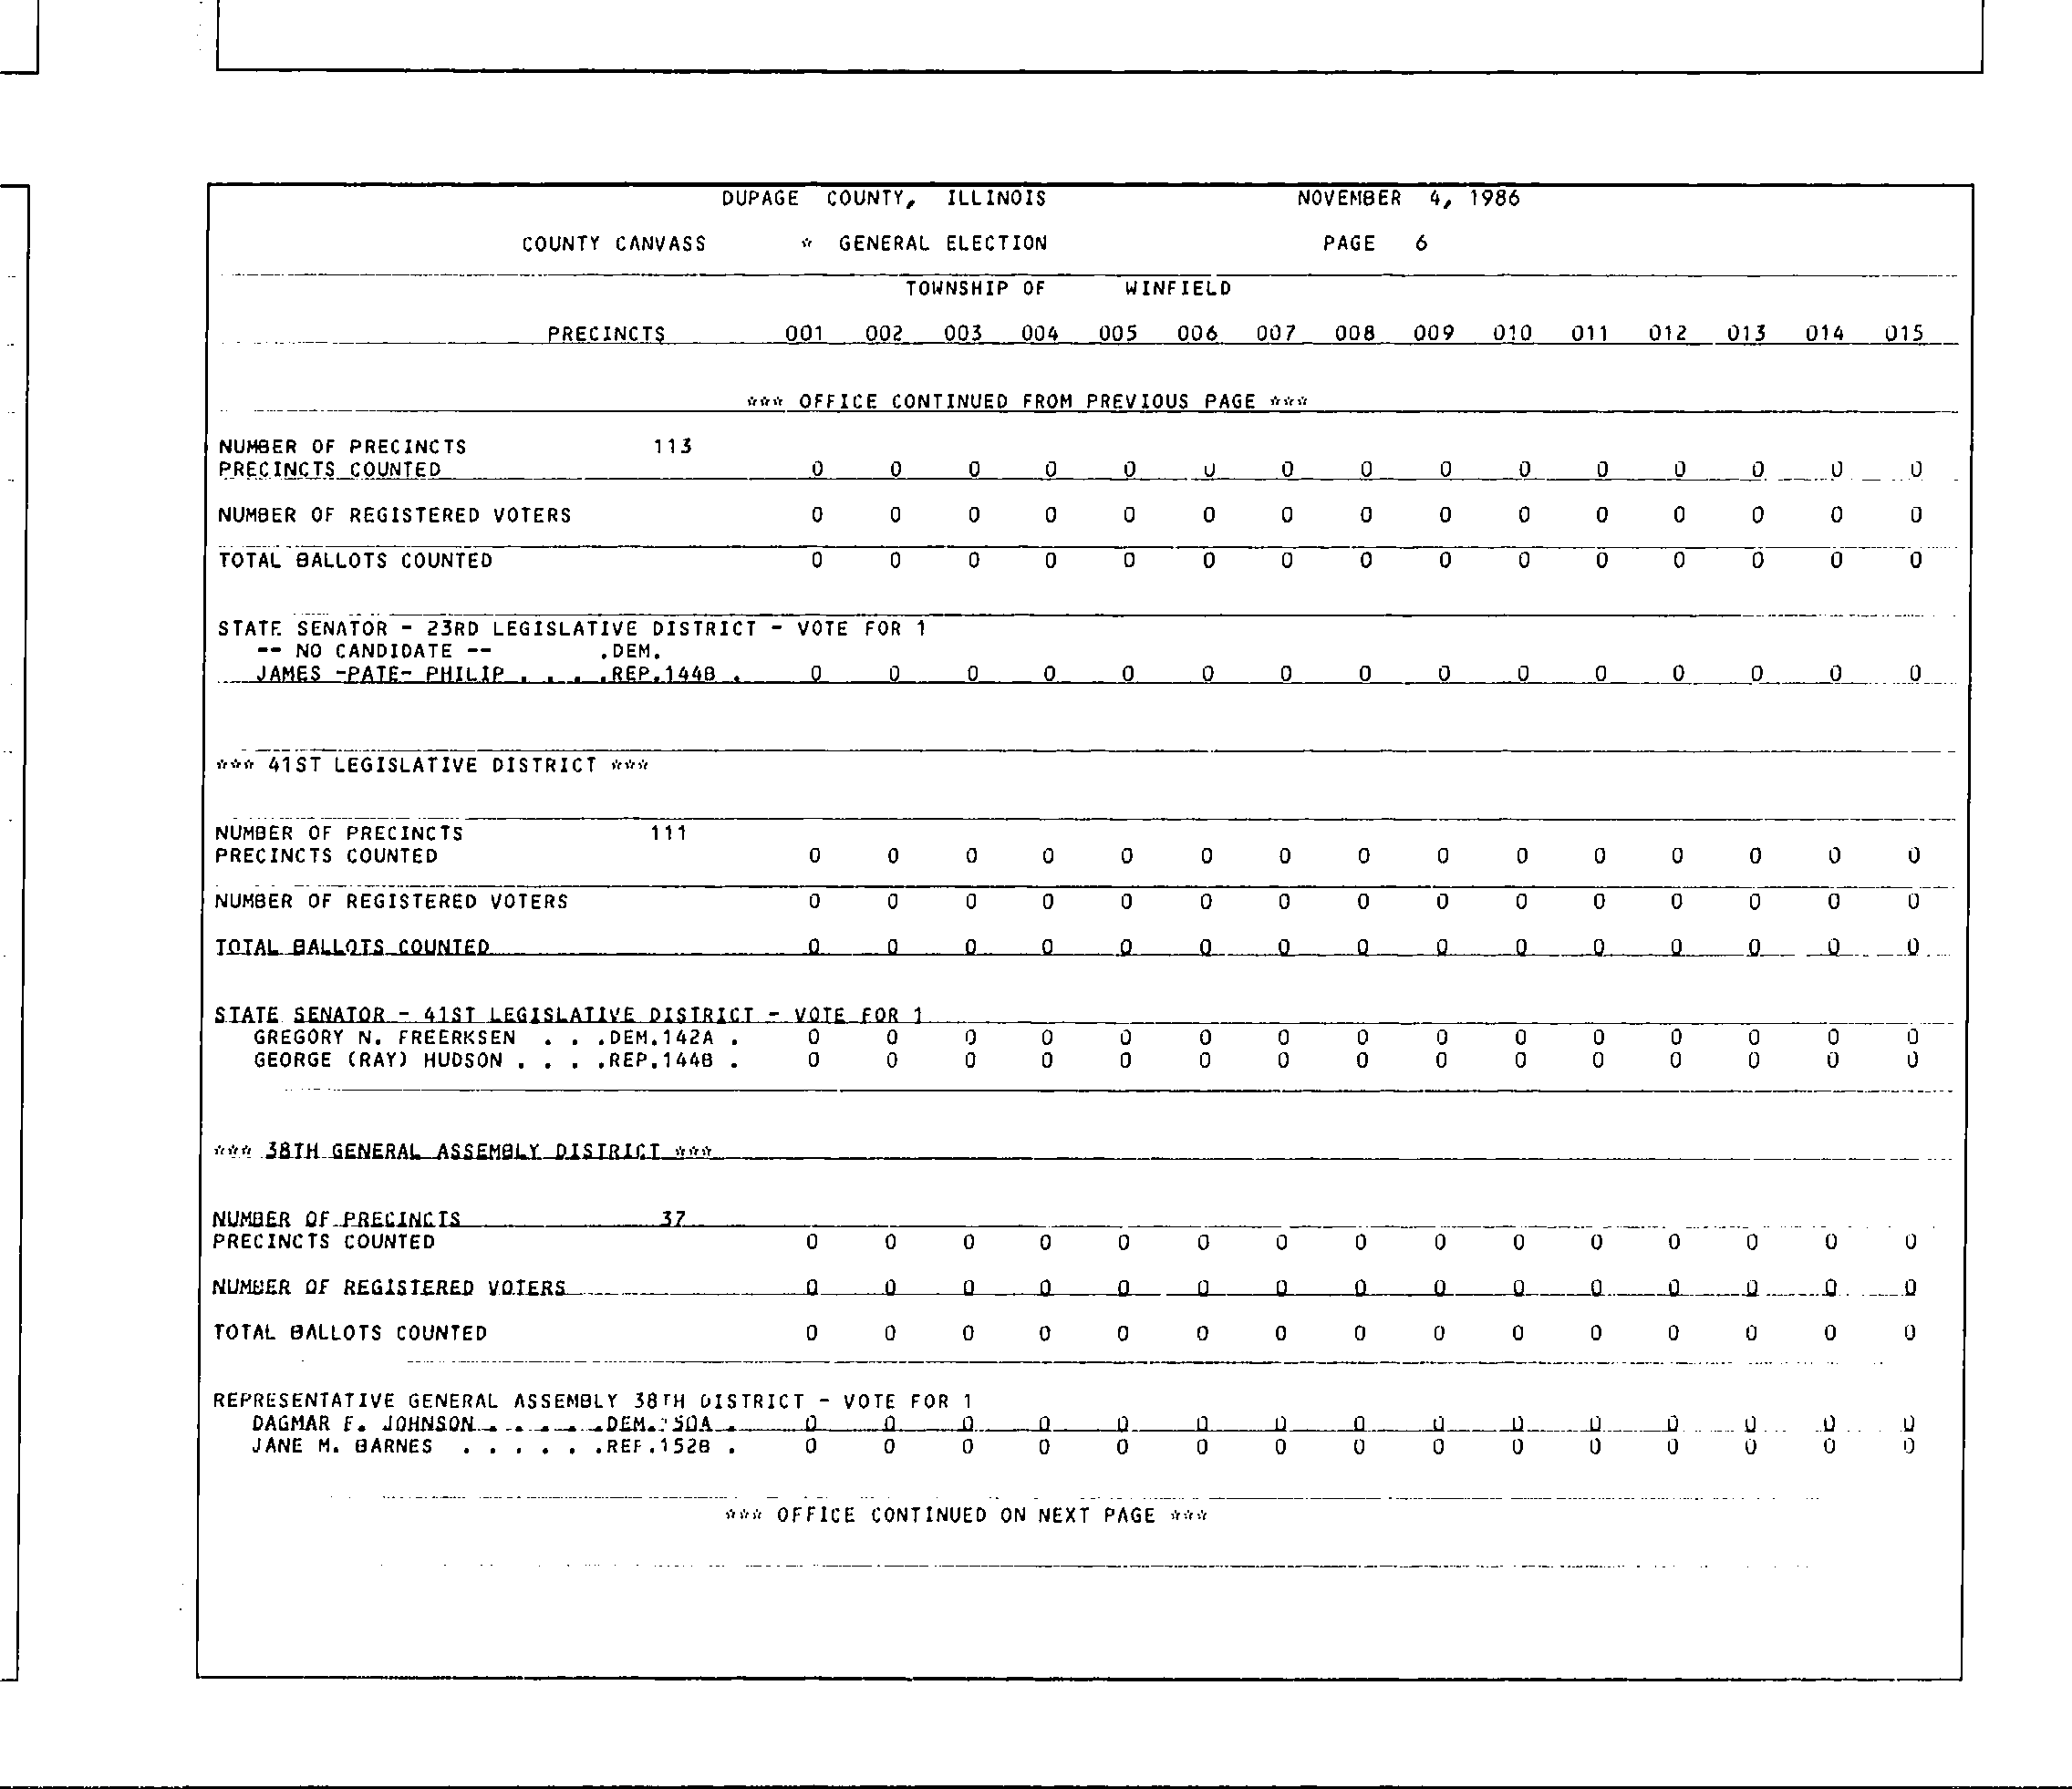 DUPAGE COUNTY, ILLINOIS NOVEMBER 4, 1986
COUNTY CANVASS * GENERAL ELECTION PAGE 6
TOWNSHIP OF WINFIELD
PRECINCTS 001 002 003 004 005 006 007 008 009 010 011 012 013 014 015
*** OFFICE CONTINUED FROM PREVIOUS PAGE ***
NUMBER OF PRECINCTS 113
PRECINCTS COUNTED 0 0 0 0 0 0 0 0 0 0 0 0 0 0 0
NUMBER OF REGISTERED VOTERS 0 0 0 0 0 0 0 0 0 0 0 0 0 0 0
TOTAL BALLOTS COUNTED 0 0 0 0 0 0 0 0 0 0 0 0 0 0 0
STATE SENATOR - 23RD LEGISLATIVE DISTRICT - VOTE FOR 1
-- NO CANDIDATE -- .DEM.
JAMES -PATE- PHILIP . . . .REP.144B . 0 0 0 0 0 0 0 0 0 0 0 0 0 0 0
*** 41ST LEGISLATIVE DISTRICT ***
NUMBER OF PRECINCTS 111
PRECINCTS COUNTED 0 0 0 0 0 0 0 0 0 0 0 0 0 0 0
NUMBER OF REGISTERED VOTERS 0 0 0 0 0 0 0 0 0 0 0 0 0 0 0
TOTAL BALLOTS COUNTED 0 0 0 0 0 0 0 0 0 0 0 0 0 0 0
STATE SENATOR - 41ST LEGISLATIVE DISTRICT - VOTE FOR 1
GREGORY N. FREERKSEN . . .DEM.142A . 0 0 0 0 0 0 0 0 0 0 0 0 0 0 0
GEORGE (RAY) HUDSON . . . .REP.144B . 0 0 0 0 0 0 0 0 0 0 0 0 0 0 0
*** 38TH GENERAL ASSEMBLY DISTRICT ***
NUMBER OF PRECINCTS 37
PRECINCTS COUNTED 0 0 0 0 0 0 0 0 0 0 0 0 0 0 0
NUMBER OF REGISTERED VOTERS 0 0 0 0 0 0 0 0 0 0 0 0 0 0 0
TOTAL BALLOTS COUNTED 0 0 0 0 0 0 0 0 0 0 0 0 0 0 0
REPRESENTATIVE GENERAL ASSEMBLY 38TH DISTRICT - VOTE FOR 1
DAGMAR F. JOHNSON . . . . .DEM.150A . 0 0 0 0 0 0 0 0 0 0 0 0 0 0 0
JANE M. BARNES . . . . . .REP.152B . 0 0 0 0 0 0 0 0 0 0 0 0 0 0 0
*** OFFICE CONTINUED ON NEXT PAGE ***